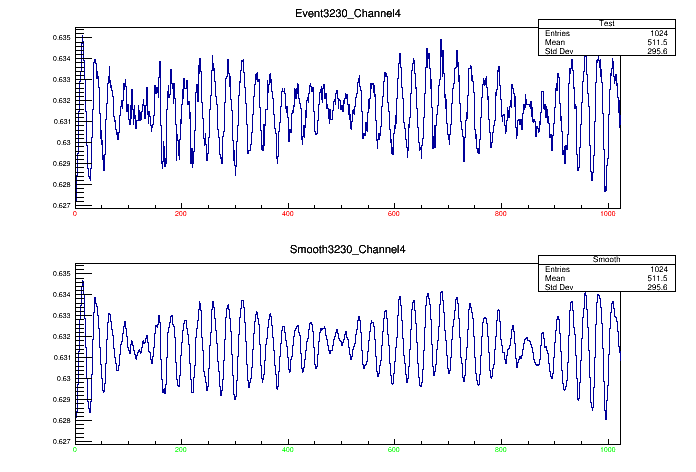 Event3230_Channel4
Test
Entries 1024
Mean 511.5
Std Dev 295.6
0.635
0.634
0.633
0.632
0.631
0.63
0.629
0.628
0.627
0 200 400 600 800 1000
Smooth3230_Channel4
Smooth
Entries 1024
Mean 511.5
Std Dev 295.6
0.635
0.634
0.633
0.632
0.631
0.63
0.629
0.628
0.627
0 200 400 600 800 1000